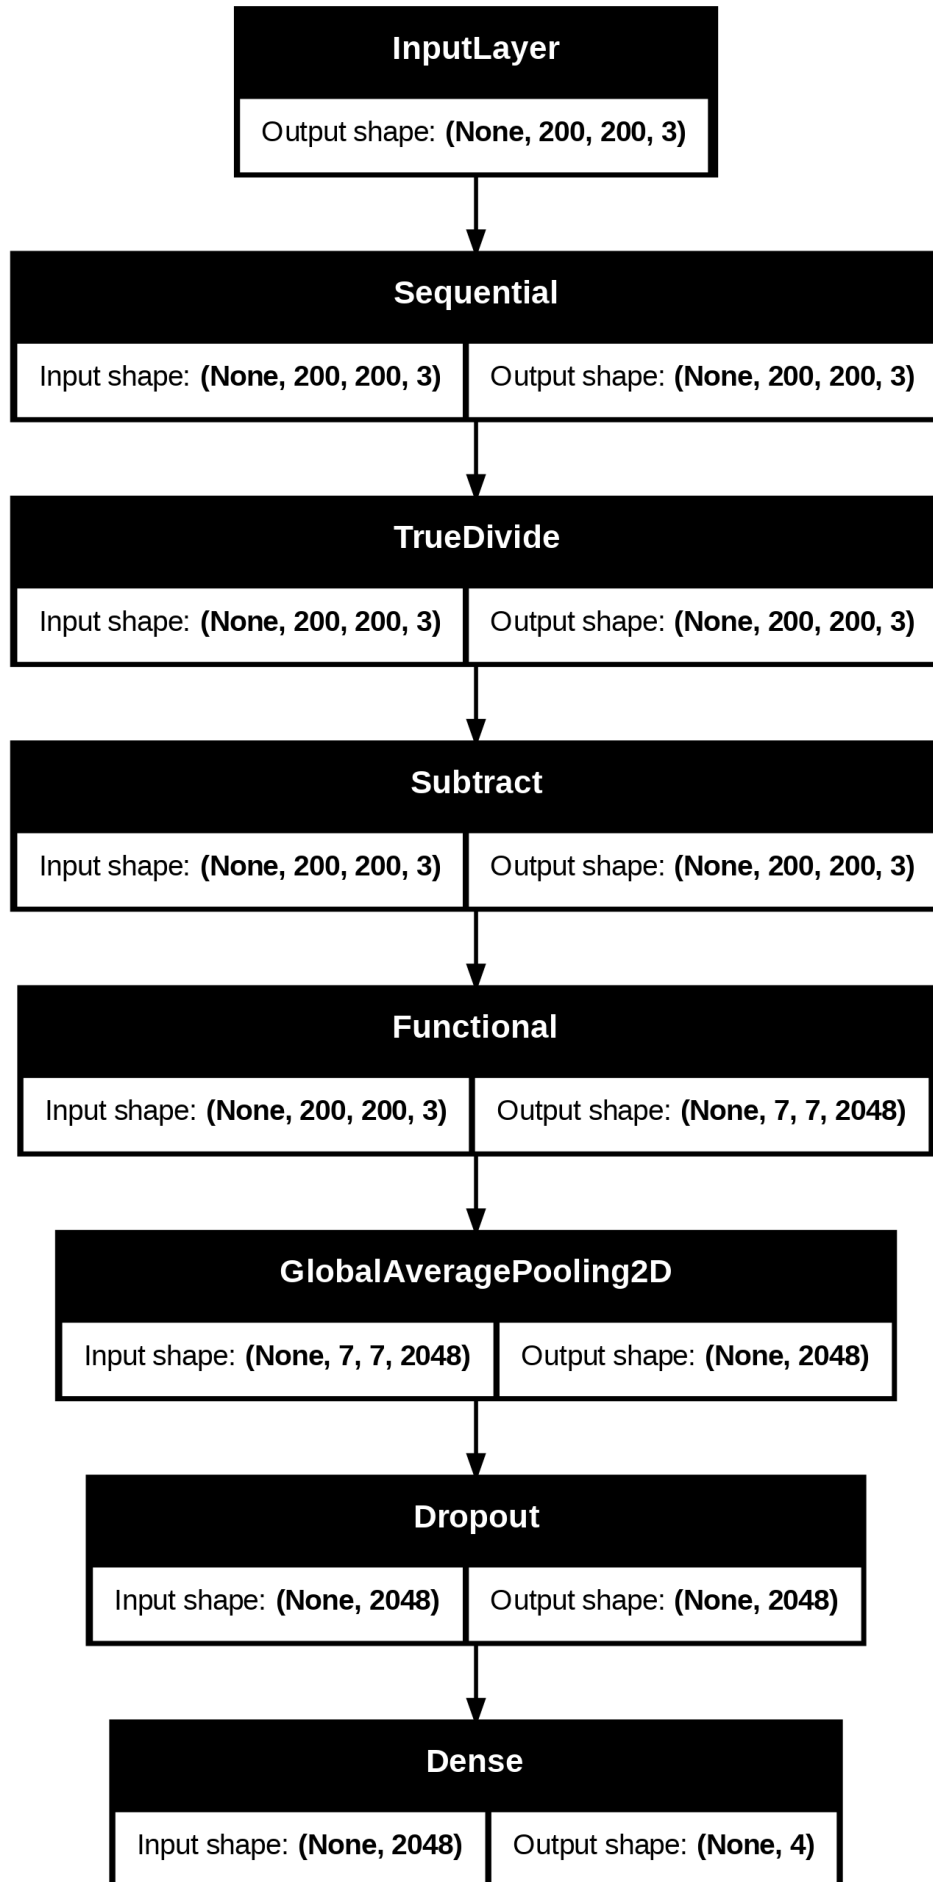 InputLayer
Output shape: (None, 200, 200, 3)
Sequential
Input shape: (None, 200, 200, 3) Output shape: (None, 200, 200, 3)
TrueDivide
Input shape: (None, 200, 200, 3) Output shape: (None, 200, 200, 3)
Subtract
Input shape: (None, 200, 200, 3) Output shape: (None, 200, 200, 3)
Functional
Input shape: (None, 200, 200, 3) Output shape: (None, 7, 7, 2048)
GlobalAveragePooling2D
Input shape: (None, 7, 7, 2048) Output shape: (None, 2048)
Dropout
Input shape: (None, 2048) Output shape: (None, 2048)
Dense
Input shape: (None, 2048) Output shape: (None, 4)